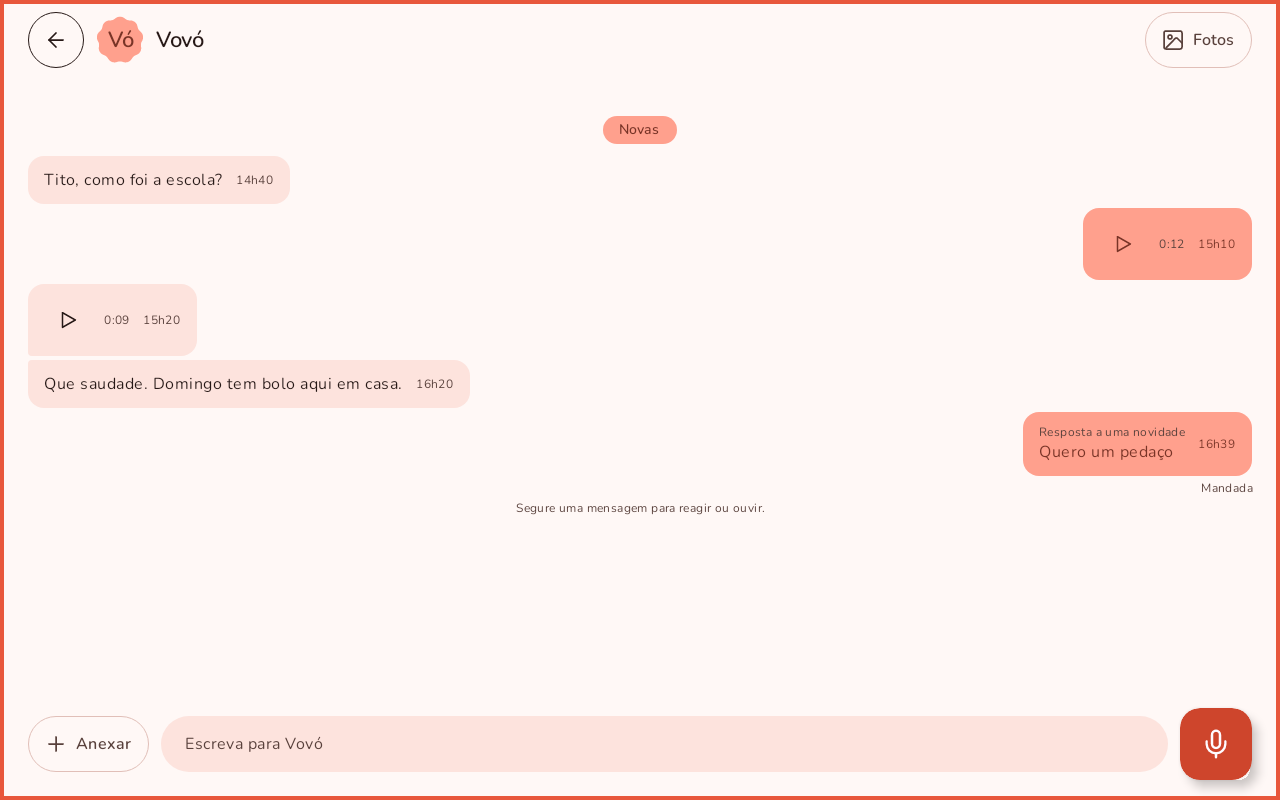 Vó Vovó
Fotos
Novas
Tito, como foi a escola? 14h40
0:12 15h10
0:09 15h20
Que saudade. Domingo tem bolo aqui em casa. 16h20
Resposta a uma novidade
Quero um pedaço 16h39
Mandada
Segure uma mensagem para reagir ou ouvir.
Anexar
Escreva para Vovó